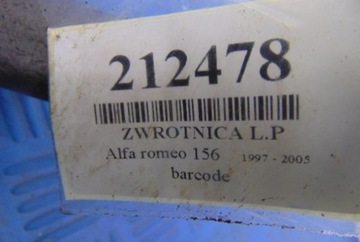 212478
ZWROTNICA L.P
Alfa romeo 156 1997 - 2005
barcode